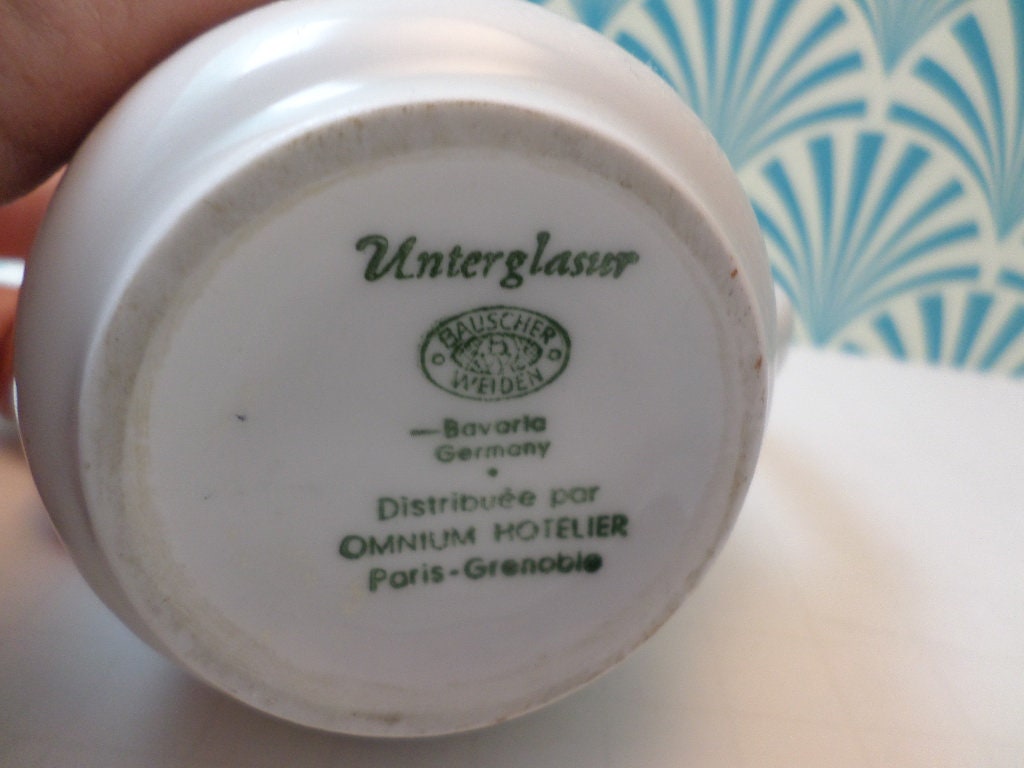 Unterglasur
BAUSCHER
WEIDEN
Bavaria
Germany
Distribuée par
OMNIUM HOTELIER
Paris-Grenoble